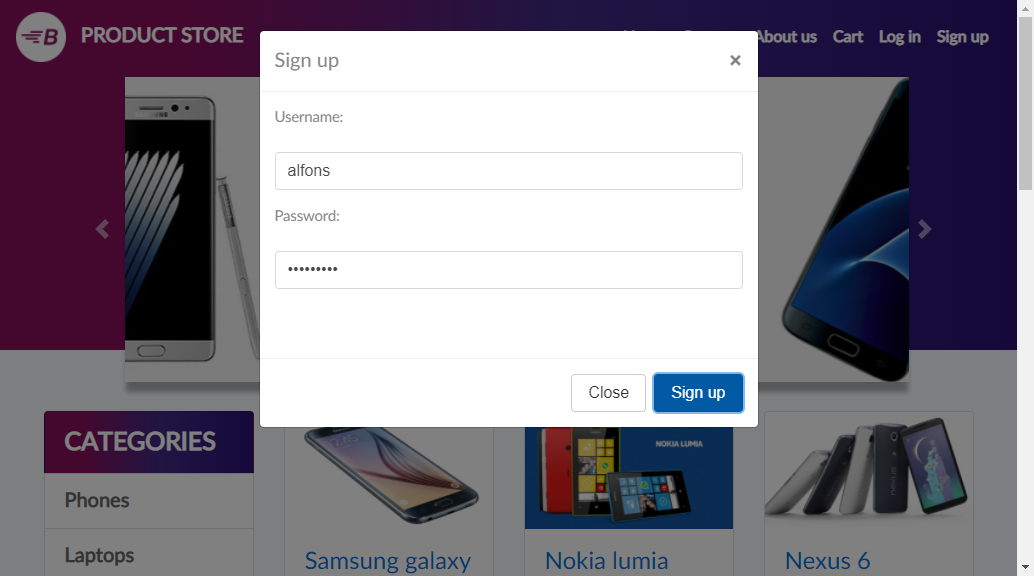 B PRODUCT STORE
About us Cart Log in Sign up
Sign up ×
Username:
alfons
Password:
•••••••••
Close Sign up
SAMSUNG
CATEGORIES
Phones
Laptops
NOKIA LUMIA
Samsung galaxy
Nokia lumia
Nexus 6